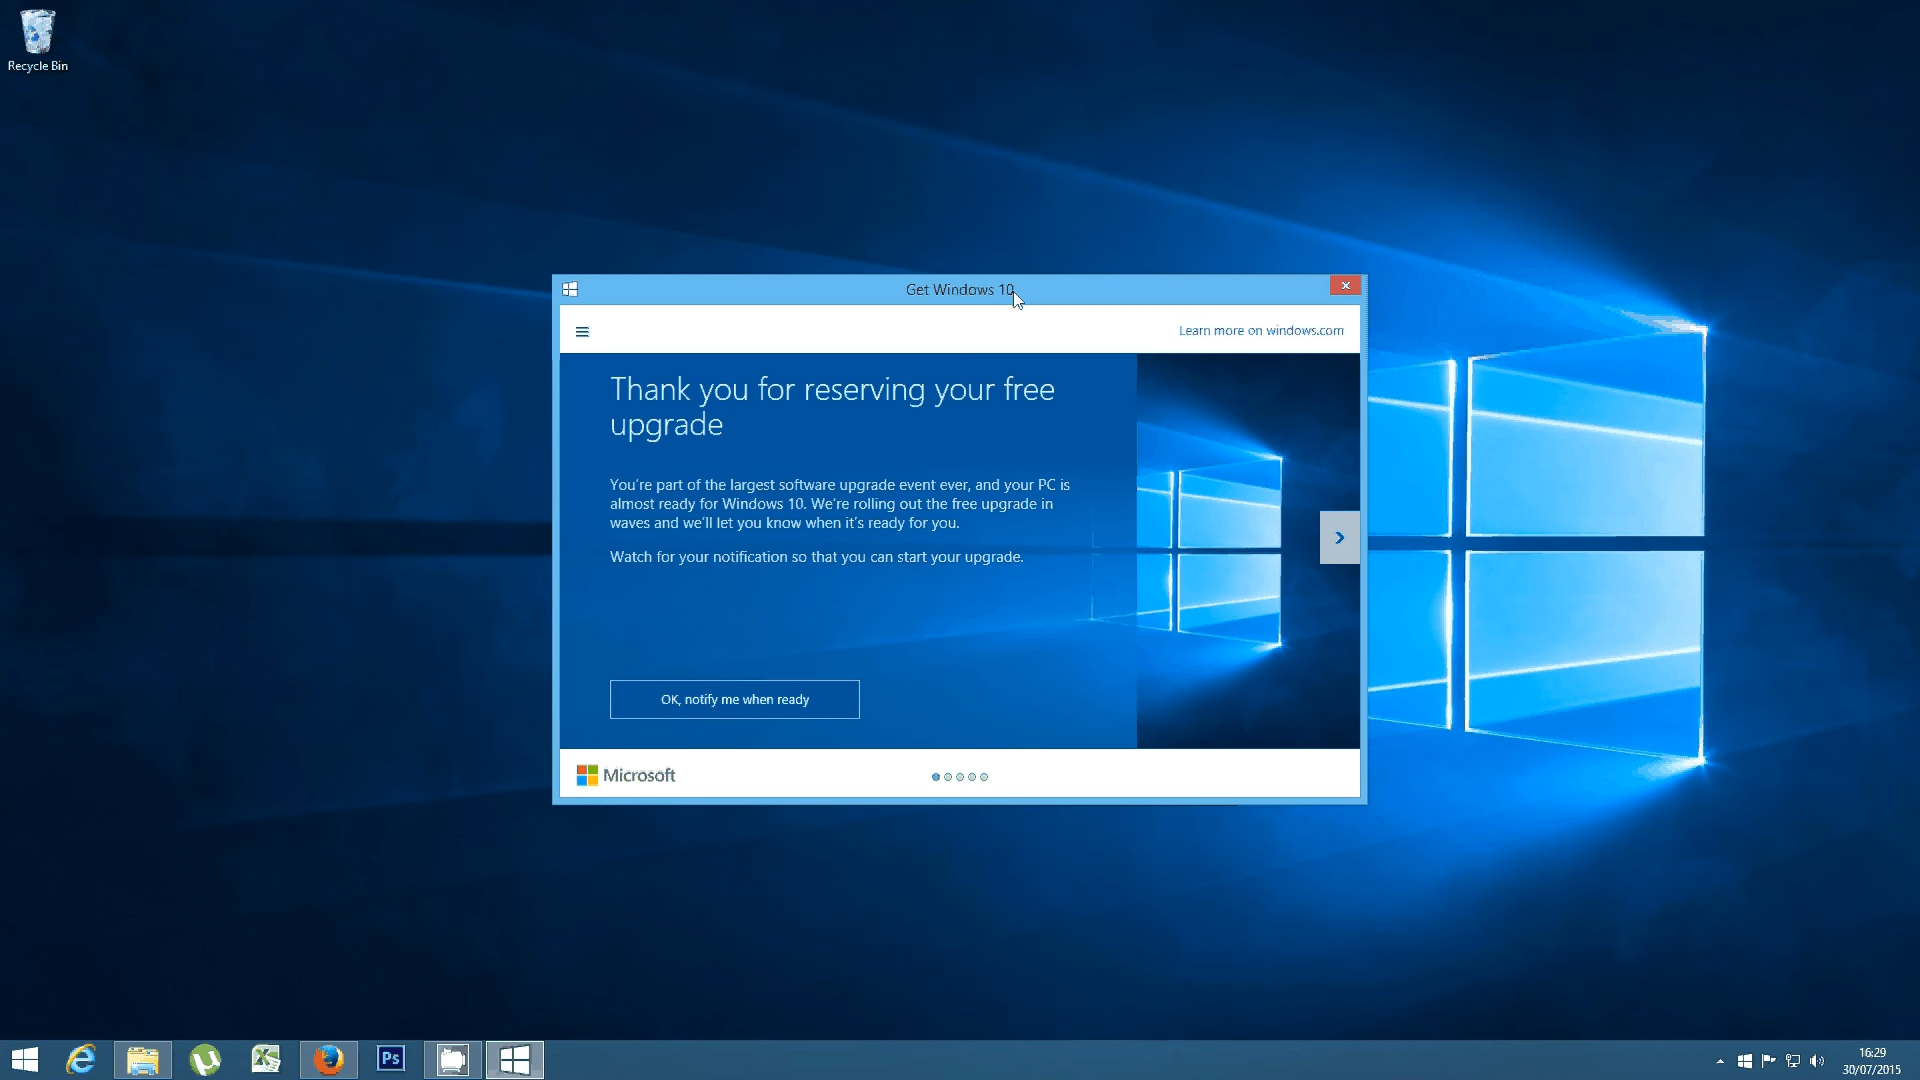 Recycle Bin
Get Windows 10
Learn more on windows.com
Thank you for reserving your free
upgrade
You're part of the largest software upgrade event ever, and your PC is
almost ready for Windows 10. We're rolling out the free upgrade in
waves and we'll let you know when it's ready for you.
Watch for your notification so that you can start your upgrade.
OK, notify me when ready
Microsoft
Ps
16:29
30/07/2015